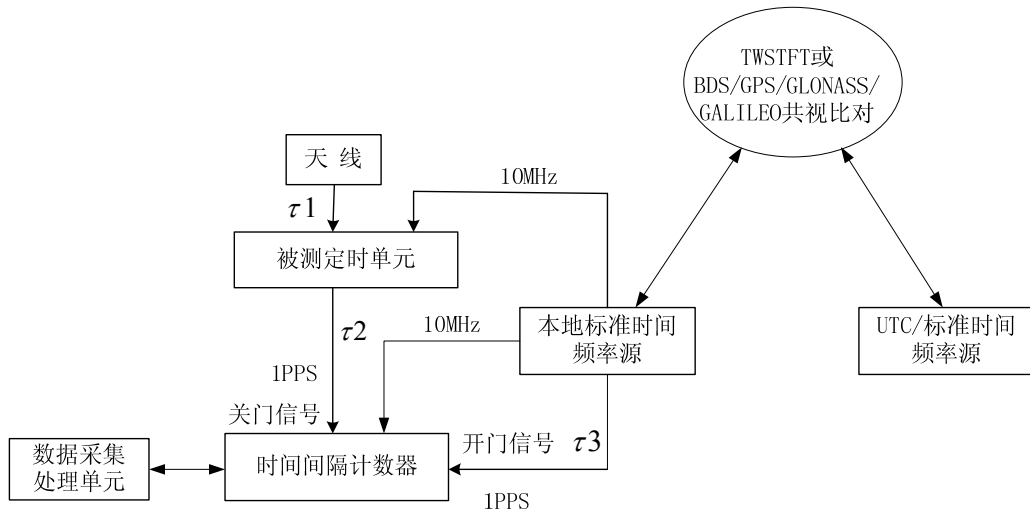 TWSTFT或
BDS/GPS/GLONASS/
GALILEO共视比对
天 线
10MHz
τ1
被测定时单元
10MHz
本地标准时间
频率源
UTC/标准时间
频率源
τ2
1PPS
关门信号
开门信号 τ3
数据采集
处理单元
时间间隔计数器
1PPS